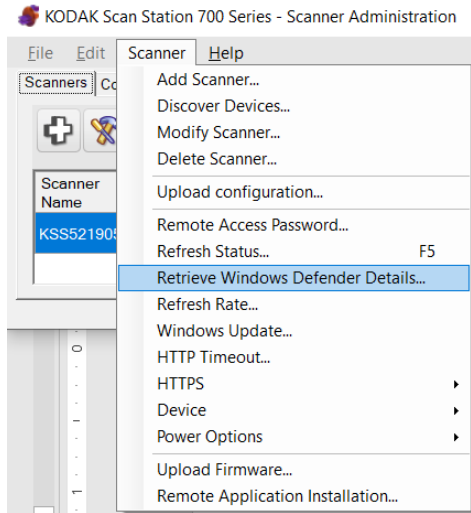 KODAK Scan Station 700 Series - Scanner Administration
File Edit Scanner Help
Scanners Co
Add Scanner...
Discover Devices...
Modify Scanner...
Delete Scanner...
Scanner
Name
Upload configuration...
KSS521905
Remote Access Password...
Refresh Status... F5
Retrieve Windows Defender Details...
Refresh Rate...
Windows Update...
HTTP Timeout...
HTTPS
Device
Power Options
Upload Firmware...
Remote Application Installation...
1